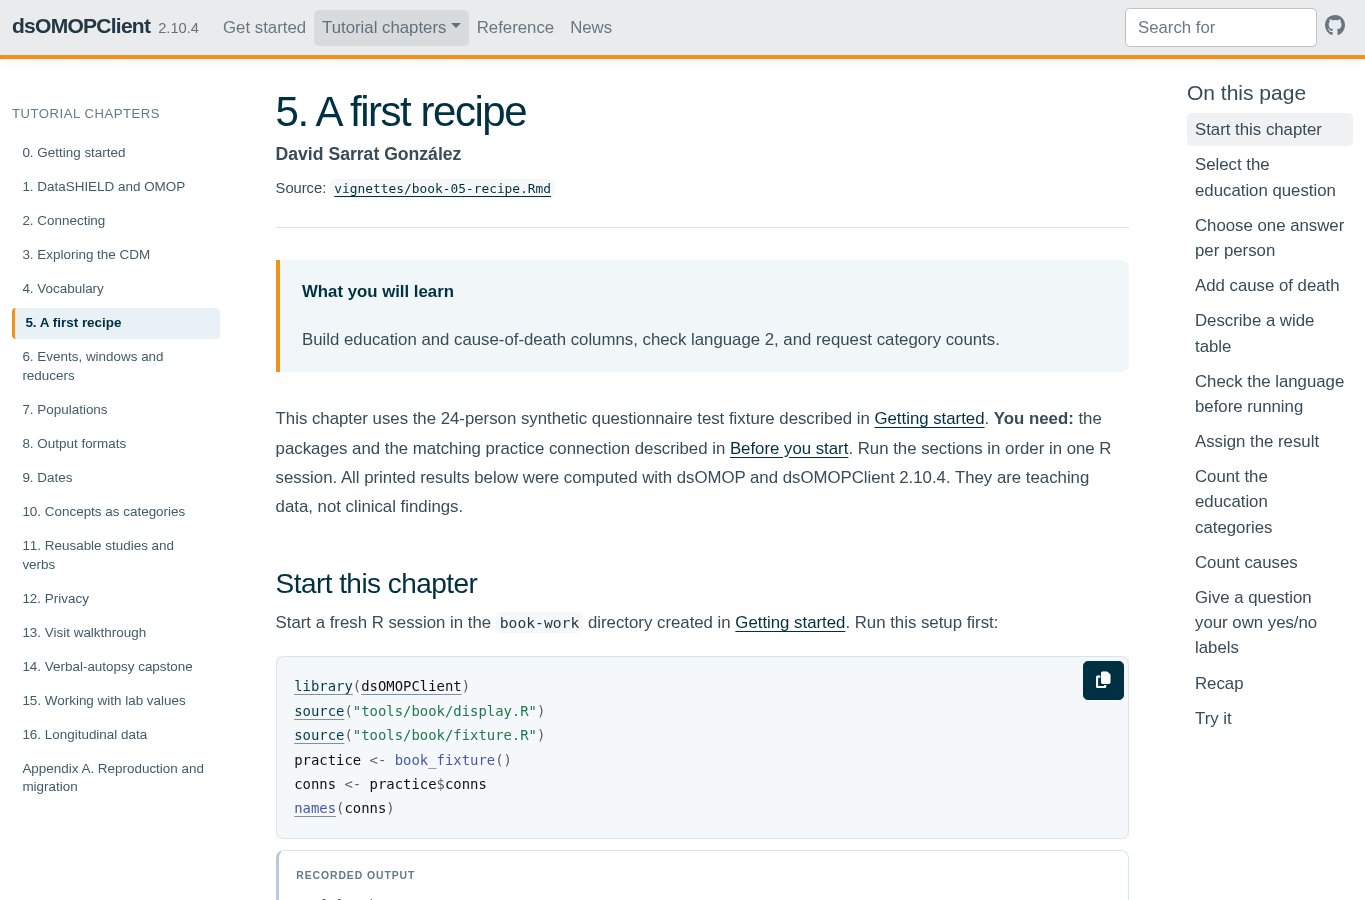 dsOMOPClient 2.10.4 Get started Tutorial chapters Reference News Search for
TUTORIAL CHAPTERS
0. Getting started
1. DataSHIELD and OMOP
2. Connecting
3. Exploring the CDM
4. Vocabulary
5. A first recipe
6. Events, windows and
reducers
7. Populations
8. Output formats
9. Dates
10. Concepts as categories
11. Reusable studies and
verbs
12. Privacy
13. Visit walkthrough
14. Verbal-autopsy capstone
15. Working with lab values
16. Longitudinal data
Appendix A. Reproduction and
migration
5. A first recipe
David Sarrat González
Source: vignettes/book-05-recipe.Rmd
What you will learn
Build education and cause-of-death columns, check language 2, and request category counts.
This chapter uses the 24-person synthetic questionnaire test fixture described in Getting started. You need: the
packages and the matching practice connection described in Before you start. Run the sections in order in one R
session. All printed results below were computed with dsOMOP and dsOMOPClient 2.10.4. They are teaching
data, not clinical findings.
Start this chapter
Start a fresh R session in the book-work directory created in Getting started. Run this setup first:
library(dsOMOPClient)
source("tools/book/display.R")
source("tools/book/fixture.R")
practice <- book_fixture()
conns <- practice$conns
names(conns)
RECORDED OUTPUT
On this page
Start this chapter
Select the
education question
Choose one answer
per person
Add cause of death
Describe a wide
table
Check the language
before running
Assign the result
Count the
education
categories
Count causes
Give a question
your own yes/no
labels
Recap
Try it